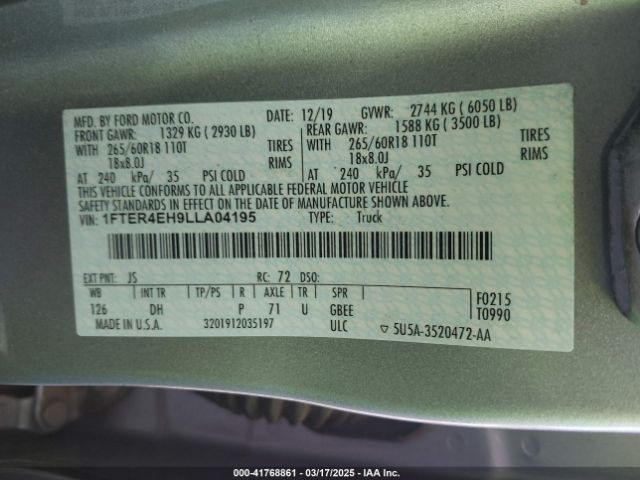 MFD. BY FORD MOTOR CO.
DATE: 12/19 GVWR: 2744 KG ( 6050 LB)
FRONT GAWR: 1329 KG ( 2930 LB)
REAR GAWR: 1588 KG ( 3500 LB)
WITH 265/60R18 110T TIRES
WITH 265/60R18 110T TIRES
18x8.0J RIMS
18x8.0J RIMS
AT 240 kPa/ 35 PSI COLD
AT 240 kPa/ 35 PSI COLD
THIS VEHICLE CONFORMS TO ALL APPLICABLE FEDERAL MOTOR VEHICLE
SAFETY STANDARDS IN EFFECT ON THE DATE OF MANUFACTURE SHOWN ABOVE.
VIN: 1FTER4EH9LLA04195 TYPE: Truck
EXT PNT: JS RC: 72 DSO:
WB INT TR TP/PS R AXLE TR SPR
126 DH P 71 U GBEE
F0215
T0990
MADE IN U.S.A. 3201912035197 ULC ▽ 5U5A-3520472-AA
000-41768861 — 03/17/2025 — IAAI.COM